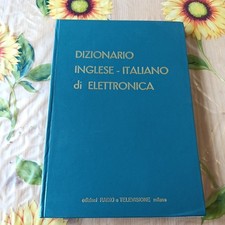 DIZIONARIO
INGLESE - ITALIANO
di ELETTRONICA
edizioni RADIO e TELEVISIONE milano